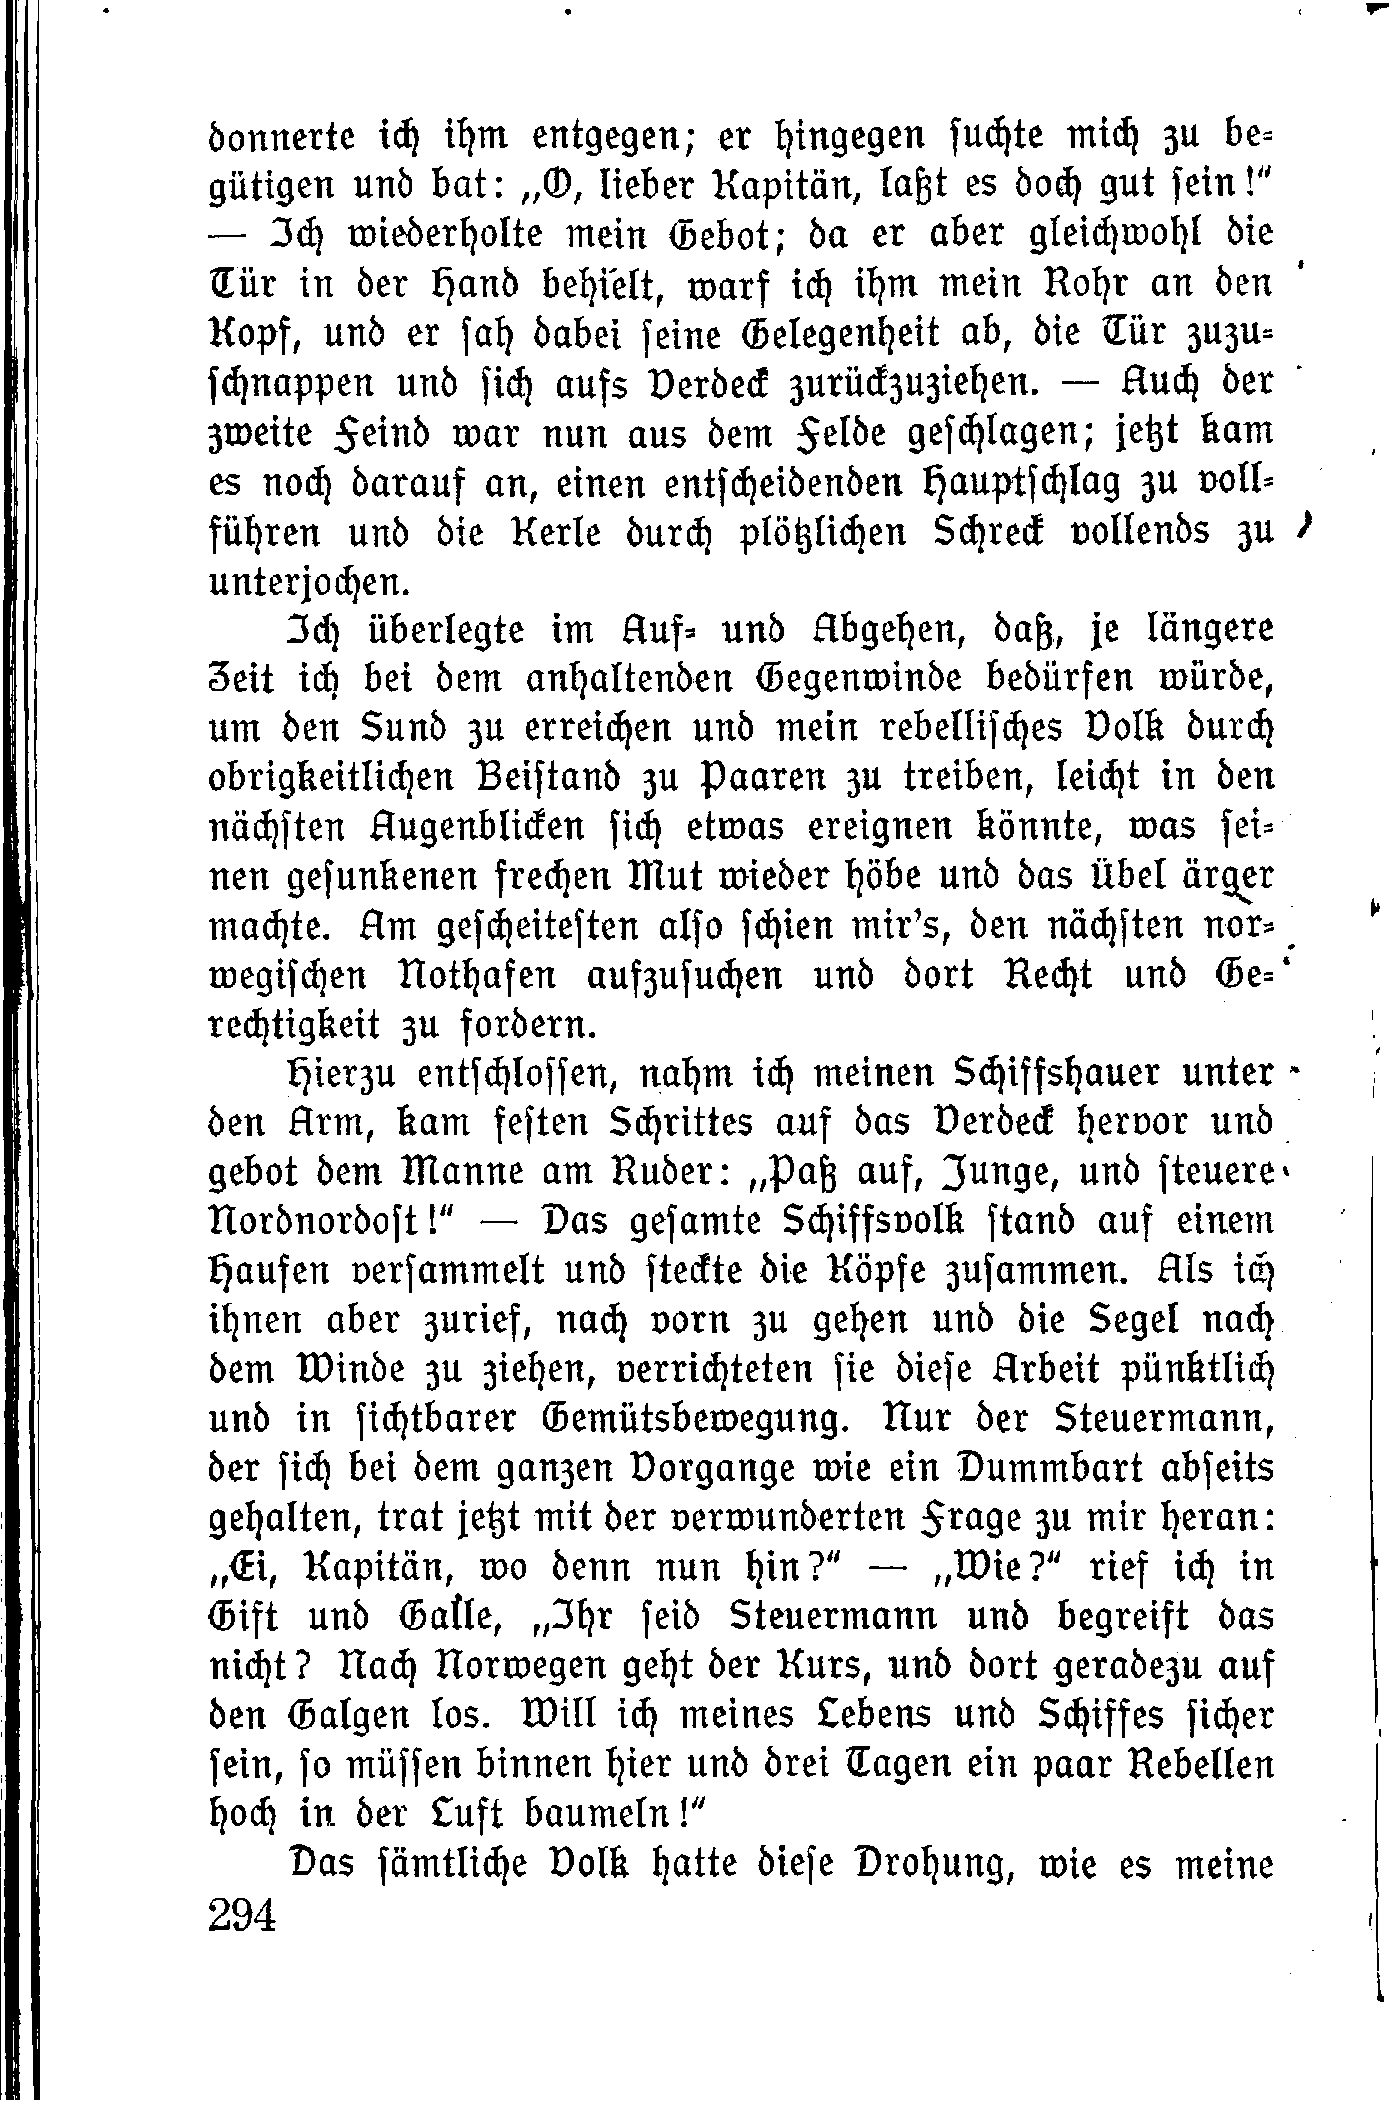 donnerte ich ihm entgegen; er hingegen suchte mich zu be-
gütigen und bat: „O, lieber Kapitän, laßt es doch gut sein!“
— Ich wiederholte mein Gebot; da er aber gleichwohl die
Tür in der Hand behielt, warf ich ihm mein Rohr an den
Kopf, und er sah dabei seine Gelegenheit ab, die Tür zuzu-
schnappen und sich aufs Verdeck zurückzuziehen. — Auch der
zweite Feind war nun aus dem Felde geschlagen; jetzt kam
es noch darauf an, einen entscheidenden Hauptschlag zu voll-
führen und die Kerle durch plötzlichen Schreck vollends zu
unterjochen.
Ich überlegte im Auf- und Abgehen, daß, je längere
Zeit ich bei dem anhaltenden Gegenwinde bedürfen würde,
um den Sund zu erreichen und mein rebellisches Volk durch
obrigkeitlichen Beistand zu Paaren zu treiben, leicht in den
nächsten Augenblicken sich etwas ereignen könnte, was sei-
nen gesunkenen frechen Mut wieder höbe und das Übel ärger
machte. Am gescheitesten also schien mir's, den nächsten nor-
wegischen Nothafen aufzusuchen und dort Recht und Ge-
rechtigkeit zu fordern.
Hierzu entschlossen, nahm ich meinen Schiffshauer unter
den Arm, kam festen Schrittes auf das Verdeck hervor und
gebot dem Manne am Ruder: „Paß auf, Junge, und steuere
Nordnordost!“ — Das gesamte Schiffsvolk stand auf einem
Haufen versammelt und steckte die Köpfe zusammen. Als ich
ihnen aber zurief, nach vorn zu gehen und die Segel nach
dem Winde zu ziehen, verrichteten sie diese Arbeit pünktlich
und in sichtbarer Gemütsbewegung. Nur der Steuermann,
der sich bei dem ganzen Vorgange wie ein Dummbart abseits
gehalten, trat jetzt mit der verwunderten Frage zu mir heran:
„Ei, Kapitän, wo denn nun hin?“ — „Wie?“ rief ich in
Gift und Galle, „Ihr seid Steuermann und begreift das
nicht? Nach Norwegen geht der Kurs, und dort geradezu auf
den Galgen los. Will ich meines Lebens und Schiffes sicher
sein, so müssen binnen hier und drei Tagen ein paar Rebellen
hoch in der Luft baumeln!“
Das sämtliche Volk hatte diese Drohung, wie es meine
294